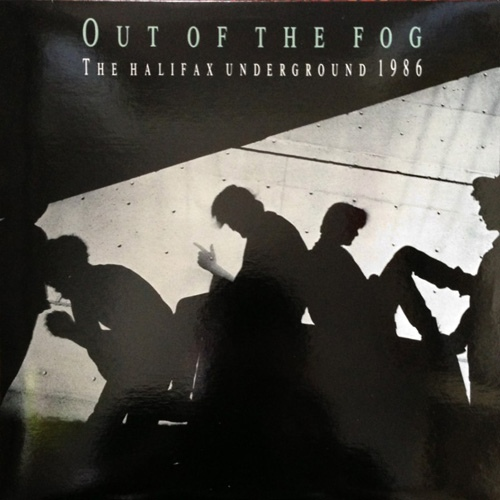 OUT OF THE FOG
THE HALIFAX UNDERGROUND 1986